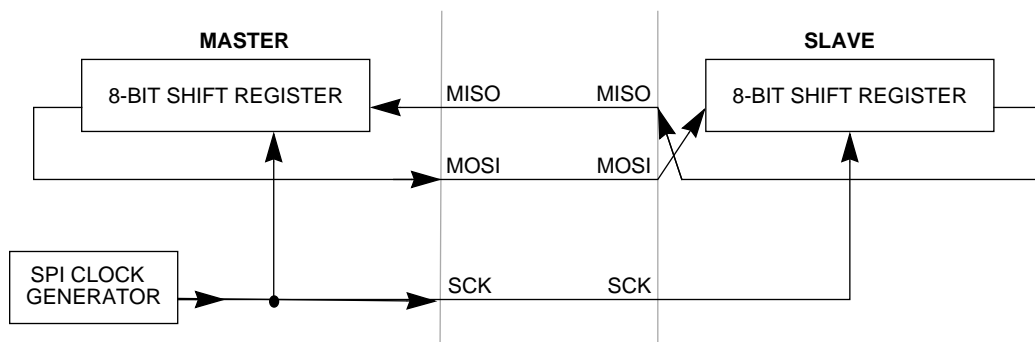 MASTER
SLAVE
8-BIT SHIFT REGISTER
MISO
MISO
8-BIT SHIFT REGISTER
MOSI
MOSI
SPI CLOCK
GENERATOR
SCK
SCK